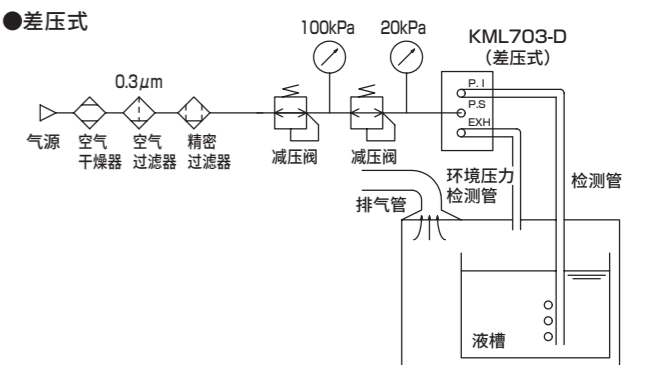 ●差压式
100kPa
20kPa
KML703-D
（差压式）
0.3μm
P. I
P.S
EXH
气源
空气
干燥器
空气
过滤器
精密
过滤器
减压阀
减压阀
环境压力
检测管
检测管
排气管
液槽